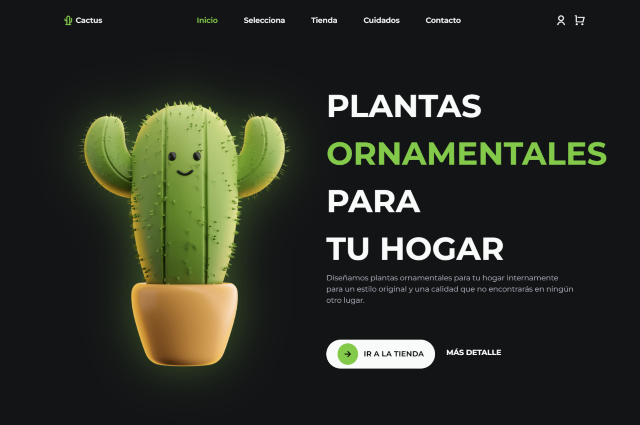 Cactus
Inicio
Selecciona
Tienda
Cuidados
Contacto
PLANTAS
ORNAMENTALES
PARA
TU HOGAR
Diseñamos plantas ornamentales para tu hogar internamente
para un estilo original y una calidad que no encontrarás en ningún
otro lugar.
IR A LA TIENDA
MÁS DETALLE